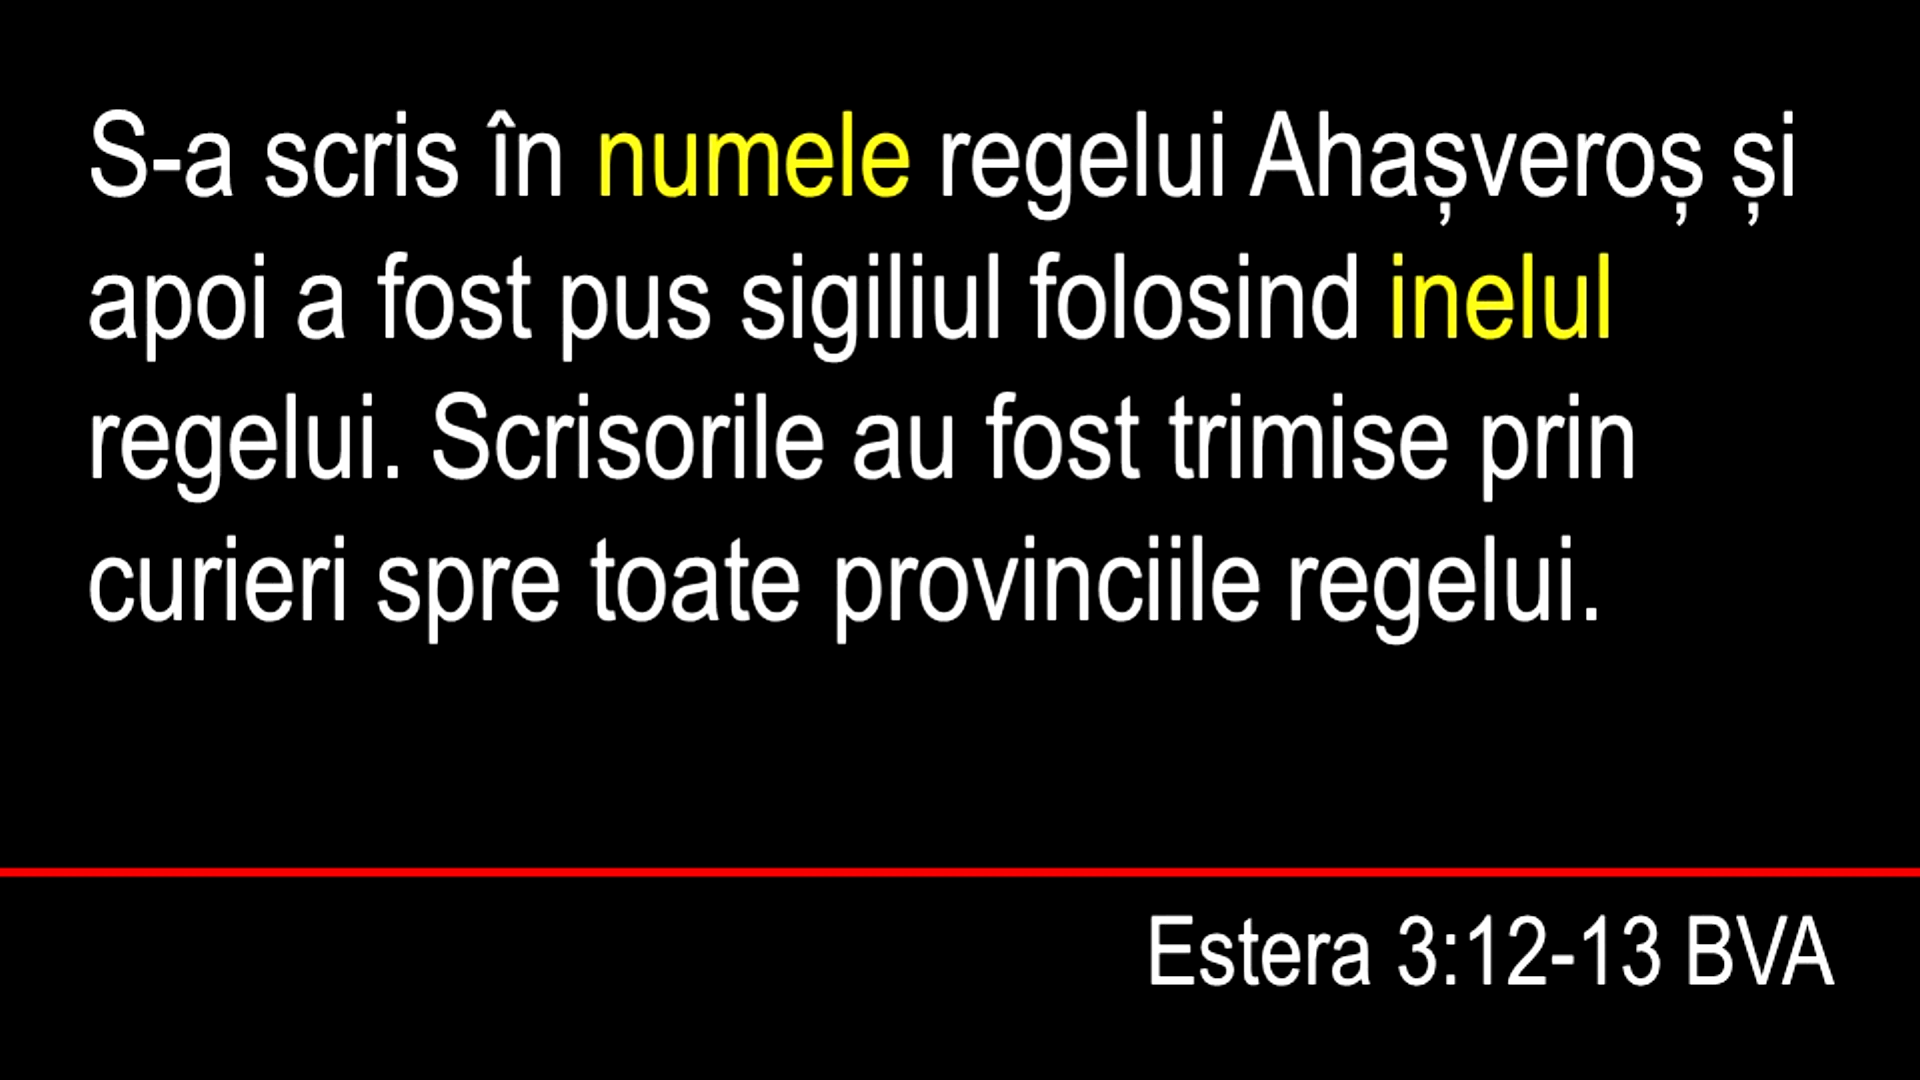 S-a scris în numele regelui Ahașveroș și
apoi a fost pus sigiliul folosind inelul
regelui. Scrisorile au fost trimise prin
curieri spre toate provinciile regelui.
Estera 3:12-13 BVA